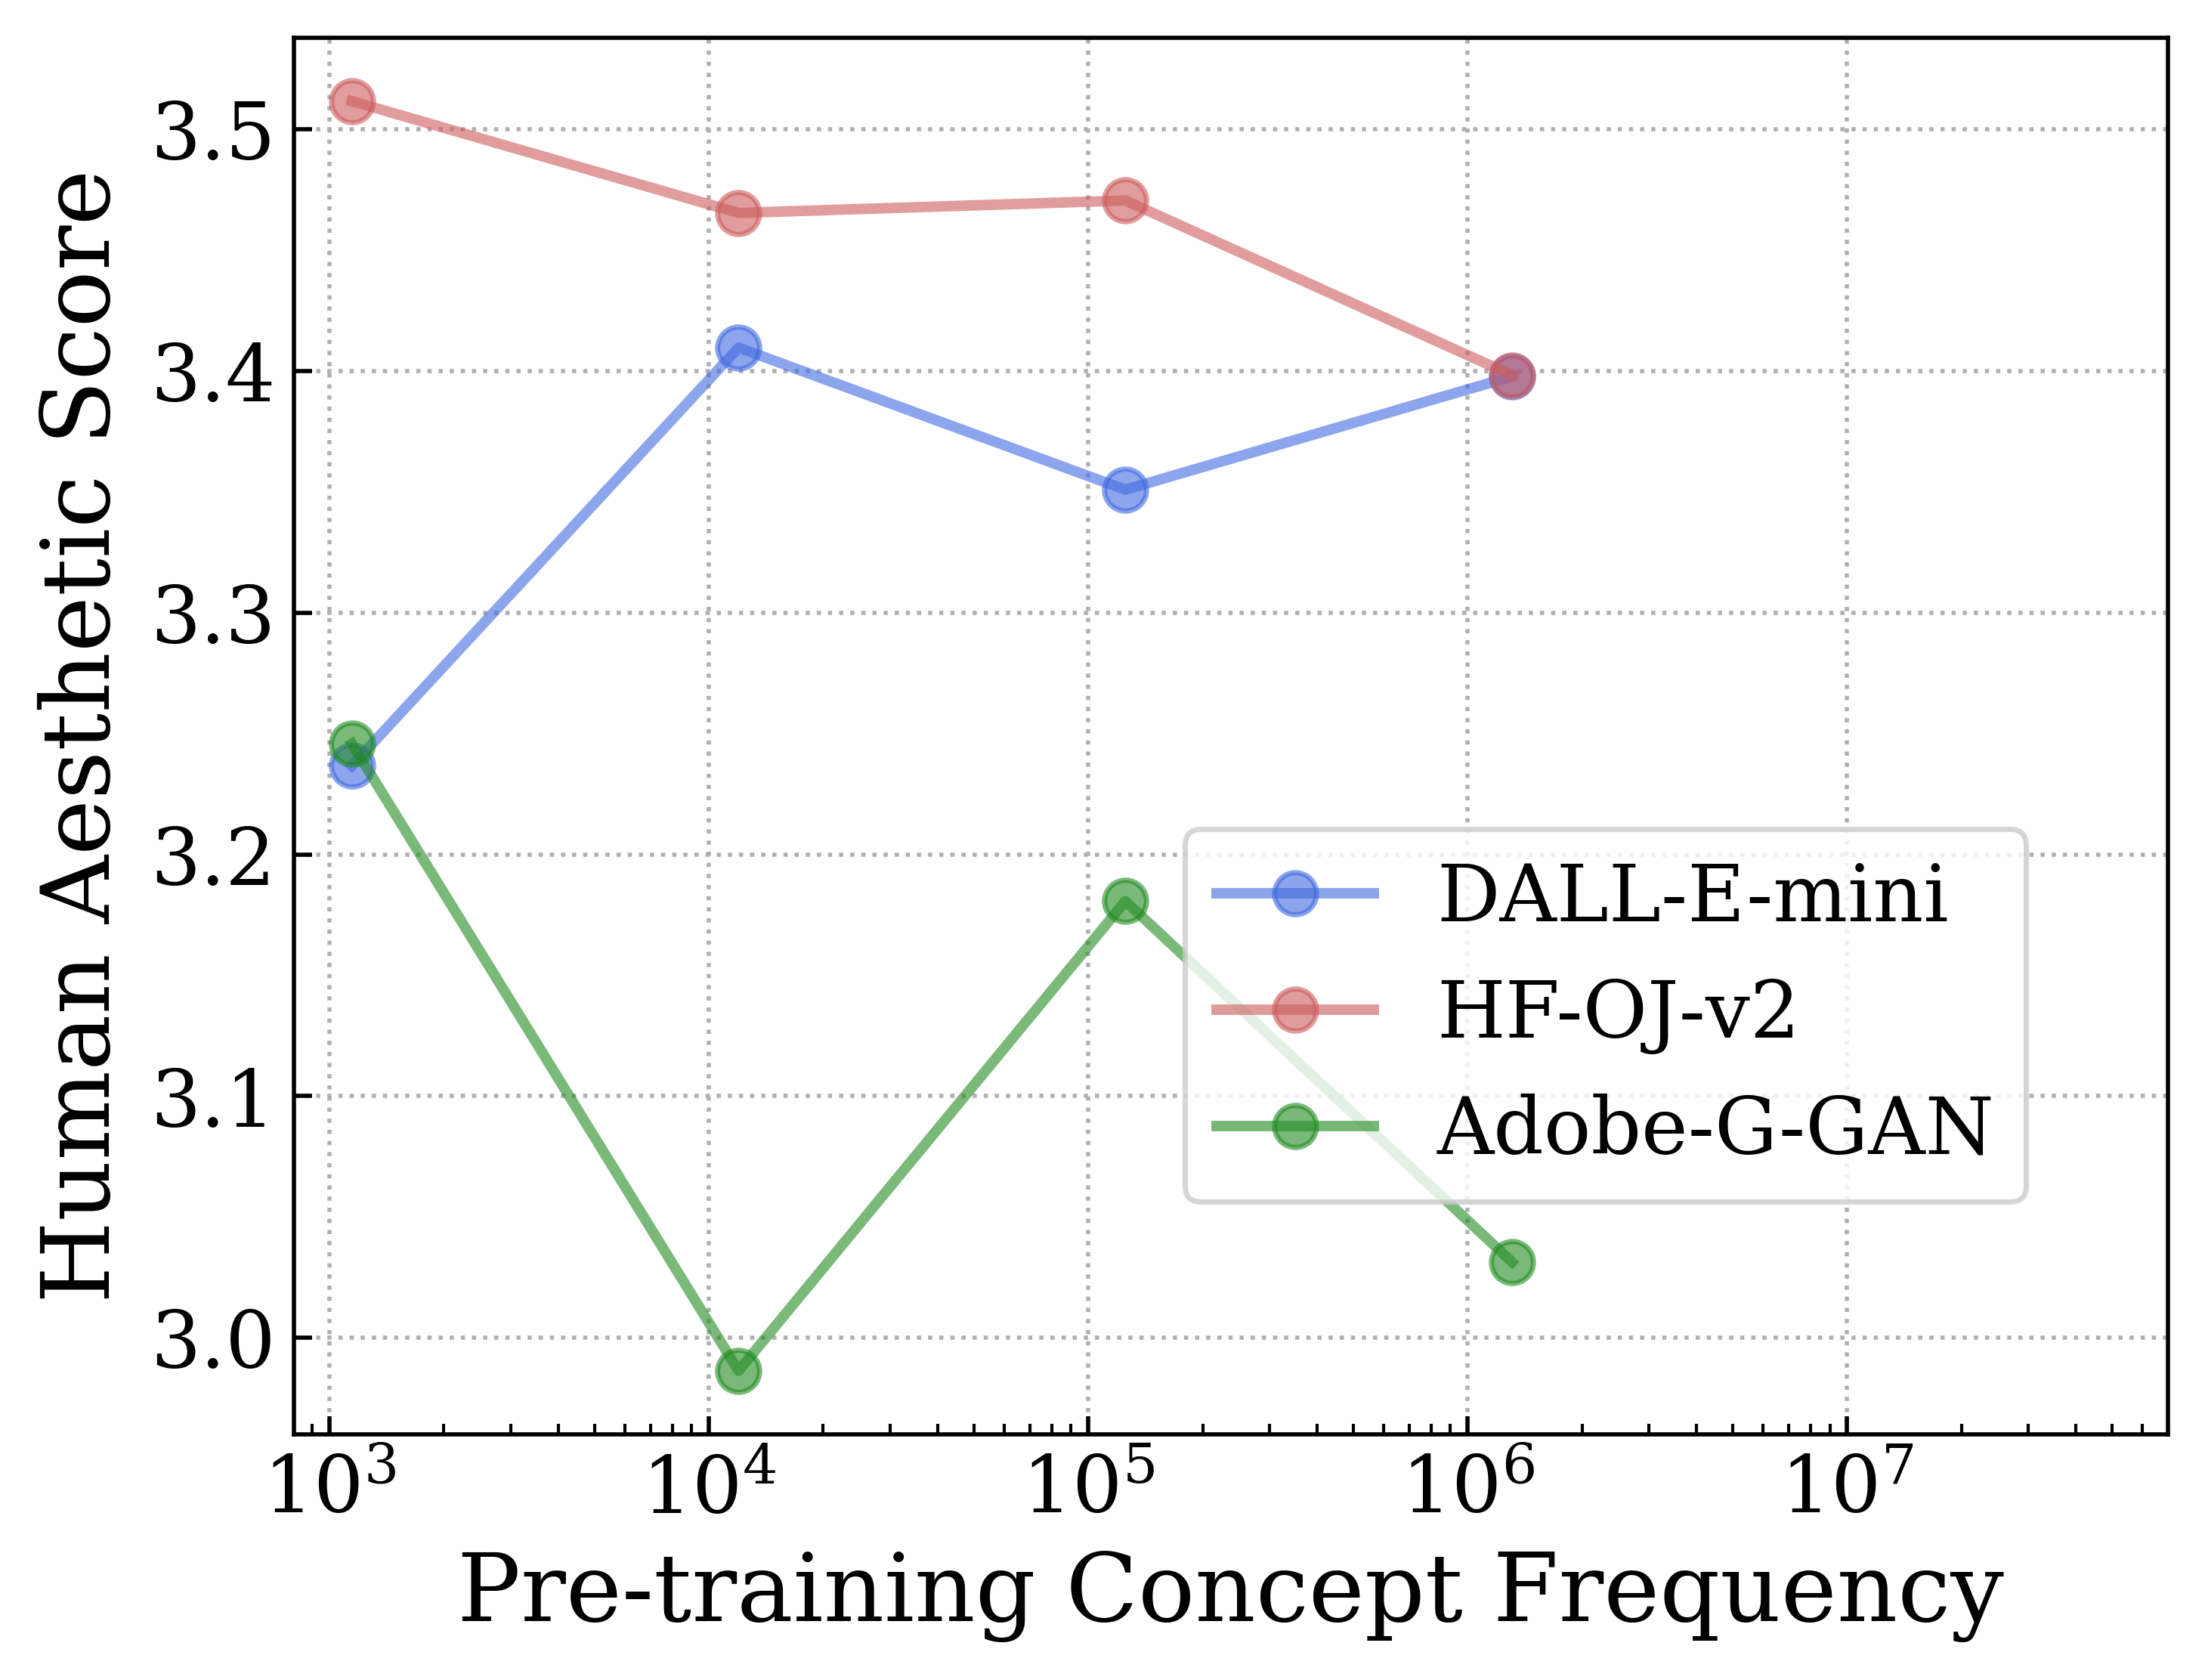 Human Aesthetic Score
3.5
3.4
3.3
3.2
3.1
3.0
DALL-E-mini
HF-OJ-v2
Adobe-G-GAN
10³ 10⁴ 10⁵ 10⁶ 10⁷
Pre-training Concept Frequency